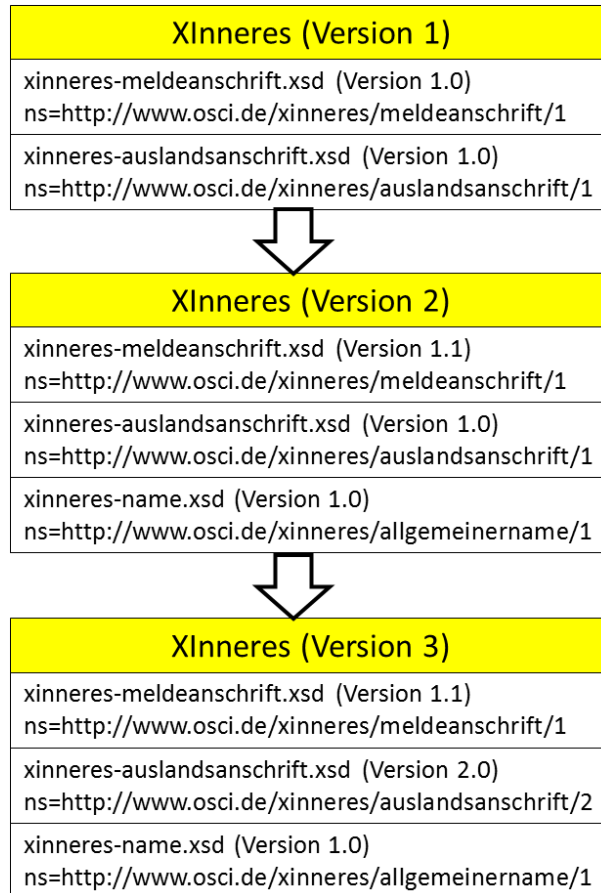 XInneres (Version 1)
xinneres-meldeanschrift.xsd (Version 1.0)
ns=http://www.osci.de/xinneres/meldeanschrift/1
xinneres-auslandsanschrift.xsd (Version 1.0)
ns=http://www.osci.de/xinneres/auslandsanschrift/1
XInneres (Version 2)
xinneres-meldeanschrift.xsd (Version 1.1)
ns=http://www.osci.de/xinneres/meldeanschrift/1
xinneres-auslandsanschrift.xsd (Version 1.0)
ns=http://www.osci.de/xinneres/auslandsanschrift/1
xinneres-name.xsd (Version 1.0)
ns=http://www.osci.de/xinneres/allgemeinername/1
XInneres (Version 3)
xinneres-meldeanschrift.xsd (Version 1.1)
ns=http://www.osci.de/xinneres/meldeanschrift/1
xinneres-auslandsanschrift.xsd (Version 2.0)
ns=http://www.osci.de/xinneres/auslandsanschrift/2
xinneres-name.xsd (Version 1.0)
ns=http://www.osci.de/xinneres/allgemeinername/1